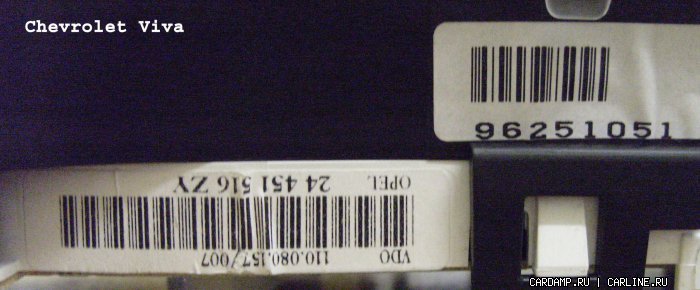 Chevrolet Viva
96251051
OPEL 24 451 516 ZY
VDO 110.080.157/007
CARDAMP.RU | CARLINE.RU